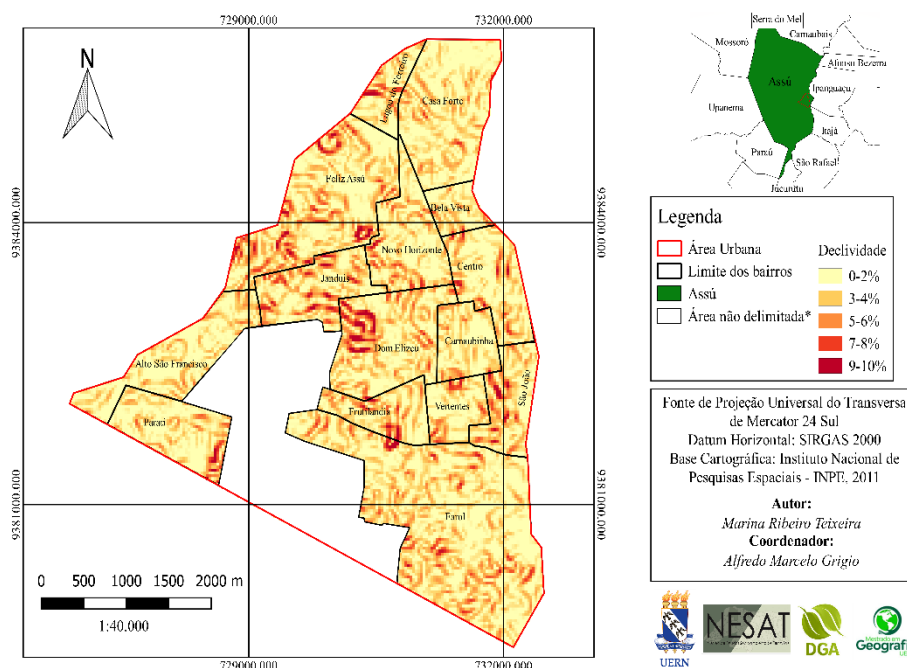 729000.000
732000.000
N
Lagoa do Ferreiro
Casa Forte
Feliz Assú
Bela Vista
Novo Horizonte
Centro
Janduis
Dom Elizeu
Carnaubinha
Alto São Francisco
São João
Frutilandia
Vertentes
Parati
Farol
9384000.000
9384000.000
9381000.000
9381000.000
0 500 1000 1500 2000 m
1:40.000
729000.000
732000.000
Serra do Mel
Mossoró
Carnaubais
Afonso Bezerra
Assú
Ipanguaçu
Upanema
Itajá
Paraú
São Rafael
Jucurutu
Legenda
Área Urbana
Limite dos bairros
Assú
Área não delimitada*
Declividade
0-2%
3-4%
5-6%
7-8%
9-10%
Fonte de Projeção Universal do Transversa
de Mercator 24 Sul
Datum Horizontal: SIRGAS 2000
Base Cartográfica: Instituto Nacional de
Pesquisas Espaciais - INPE, 2011
Autor:
Marina Ribeiro Teixeira
Coordenador:
Alfredo Marcelo Grigio
UERN
NESAT
DGA
Mestrado em
Geografia